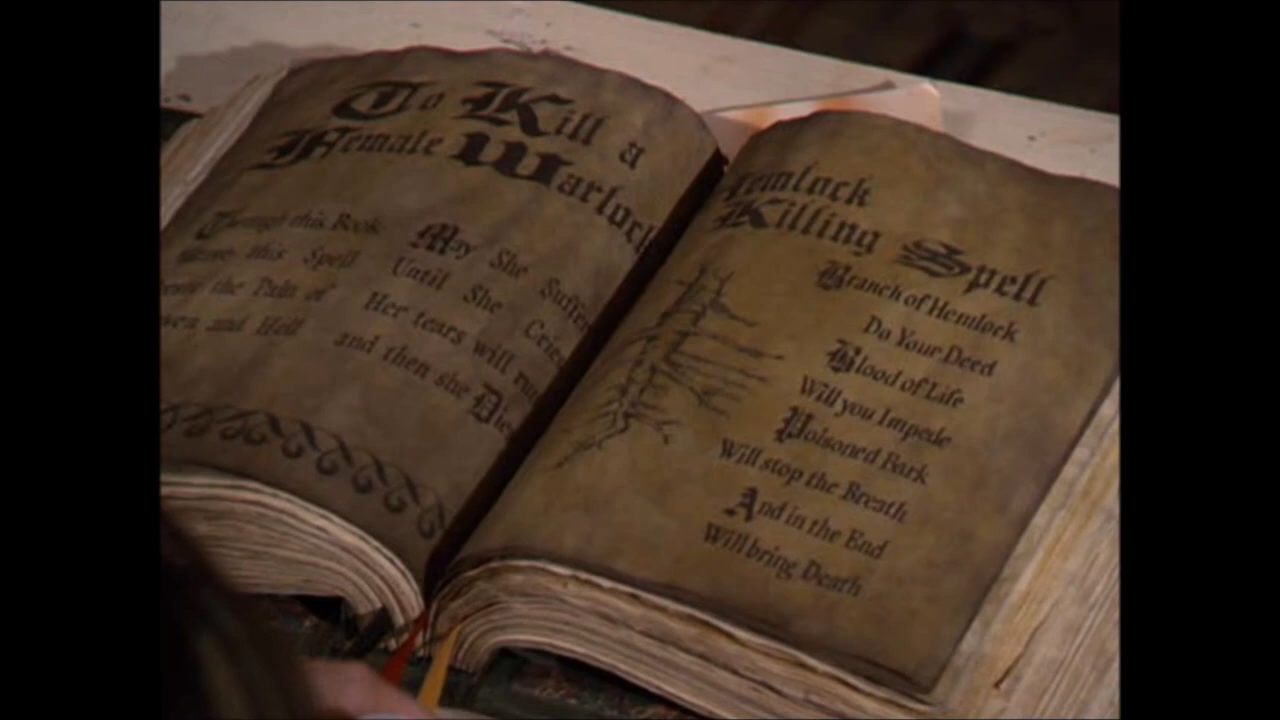 To Kill a
Female Warlock
Through this Book
this Spell
the Pain of
and Hell
May She Suffer
Until She Cries
Her tears will run
and then she Dies
Hemlock
Killing Spell
Branch of Hemlock
Do Your Deed
Blood of Life
Will you Impede
Poisoned Bark
Will stop the Breath
And in the End
Will bring Death